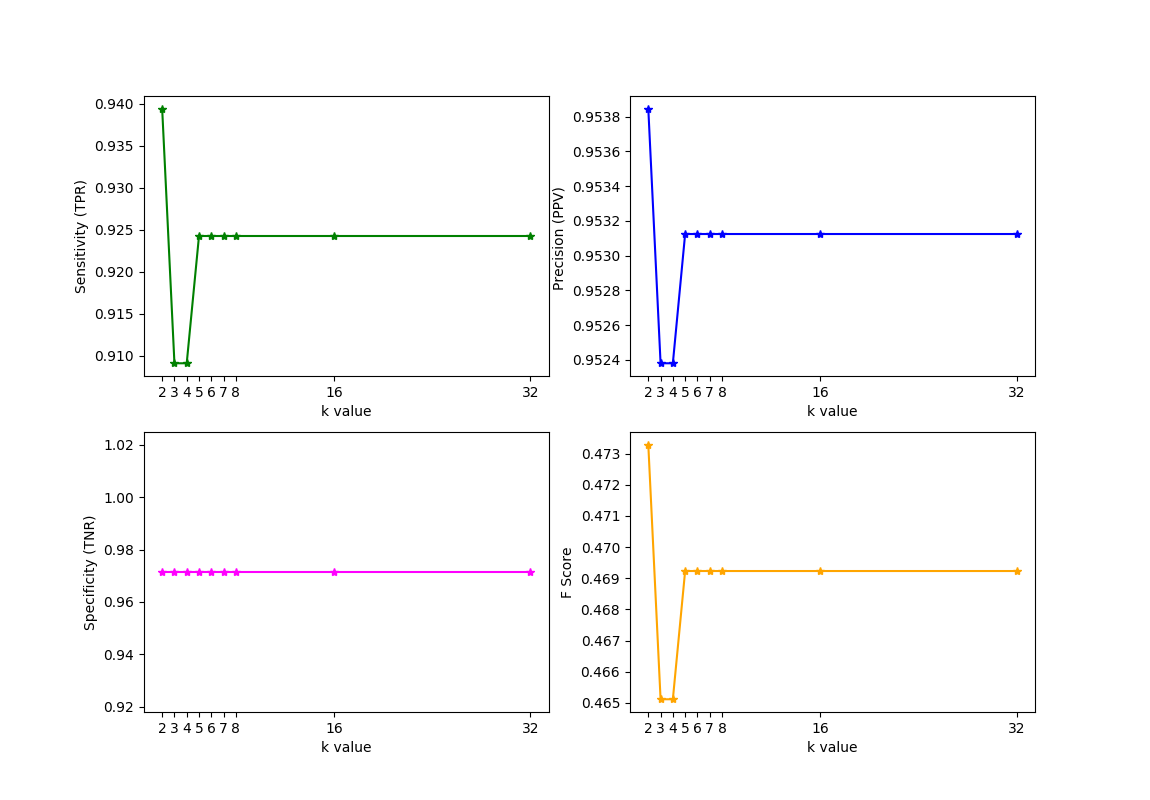 Sensitivity (TPR)
0.940
0.935
0.930
0.925
0.920
0.915
0.910
2 3 4 5 6 7 8 16 32
k value
Precision (PPV)
0.9538
0.9536
0.9534
0.9532
0.9530
0.9528
0.9526
0.9524
2 3 4 5 6 7 8 16 32
k value
Specificity (TNR)
1.02
1.00
0.98
0.96
0.94
0.92
2 3 4 5 6 7 8 16 32
k value
F Score
0.473
0.472
0.471
0.470
0.469
0.468
0.467
0.466
0.465
2 3 4 5 6 7 8 16 32
k value